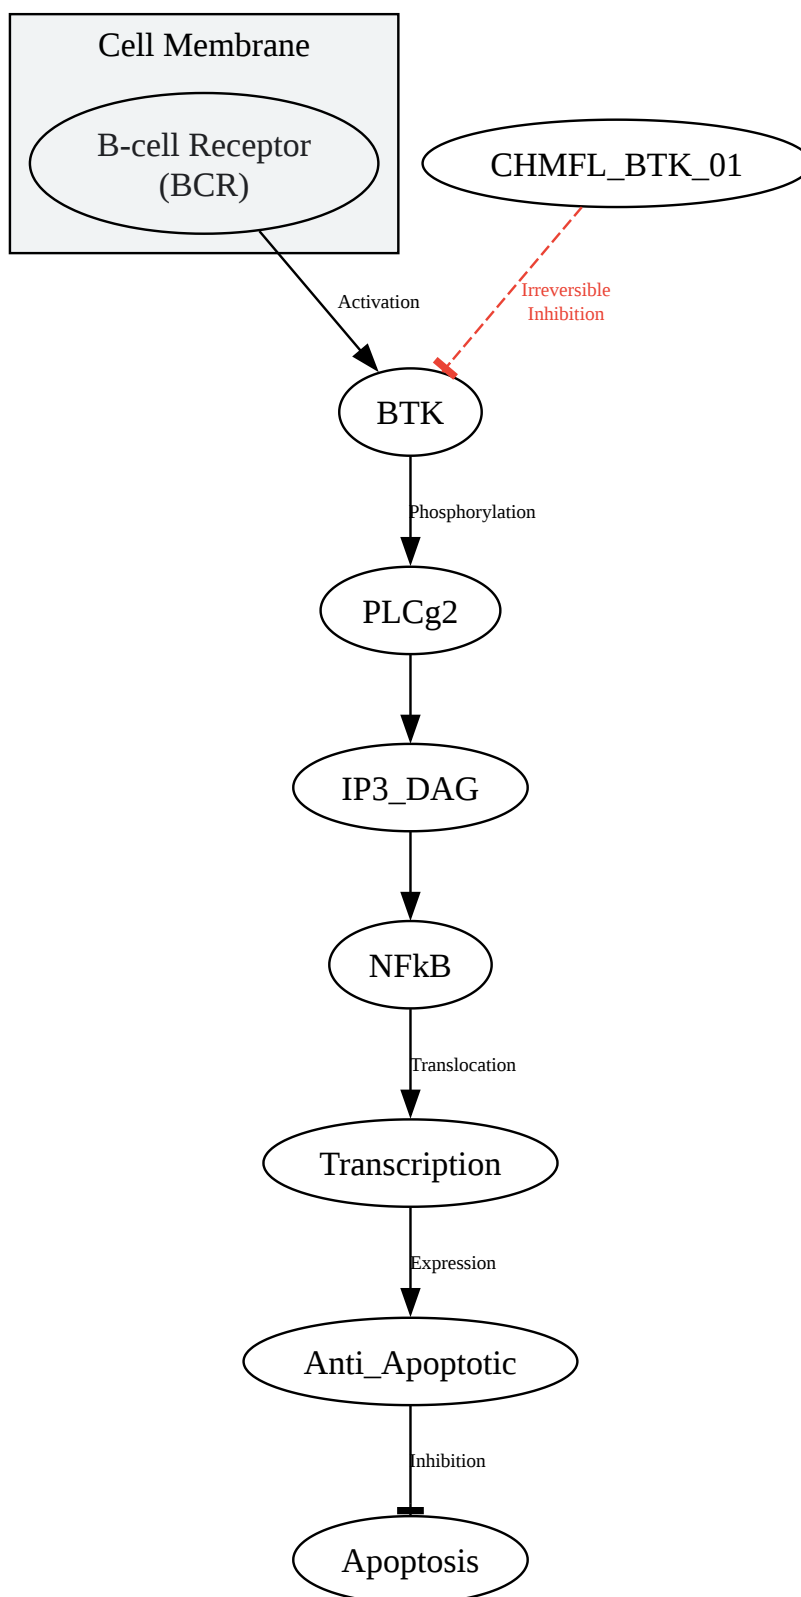 Cell Membrane
B-cell Receptor
(BCR)
CHMFL_BTK_01
Activation
Irreversible
Inhibition
BTK
Phosphorylation
PLCg2
IP3_DAG
NFkB
Translocation
Transcription
Expression
Anti_Apoptotic
Inhibition
Apoptosis